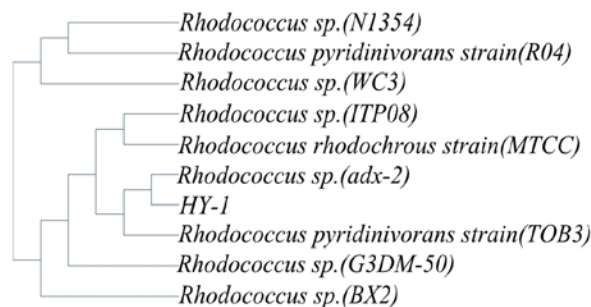 Rhodococcus sp.(N1354)
Rhodococcus pyridinivorans strain(R04)
Rhodococcus sp.(WC3)
Rhodococcus sp.(ITP08)
Rhodococcus rhodochrous strain(MTCC)
Rhodococcus sp.(adx-2)
HY-1
Rhodococcus pyridinivorans strain(TOB3)
Rhodococcus sp.(G3DM-50)
Rhodococcus sp.(BX2)